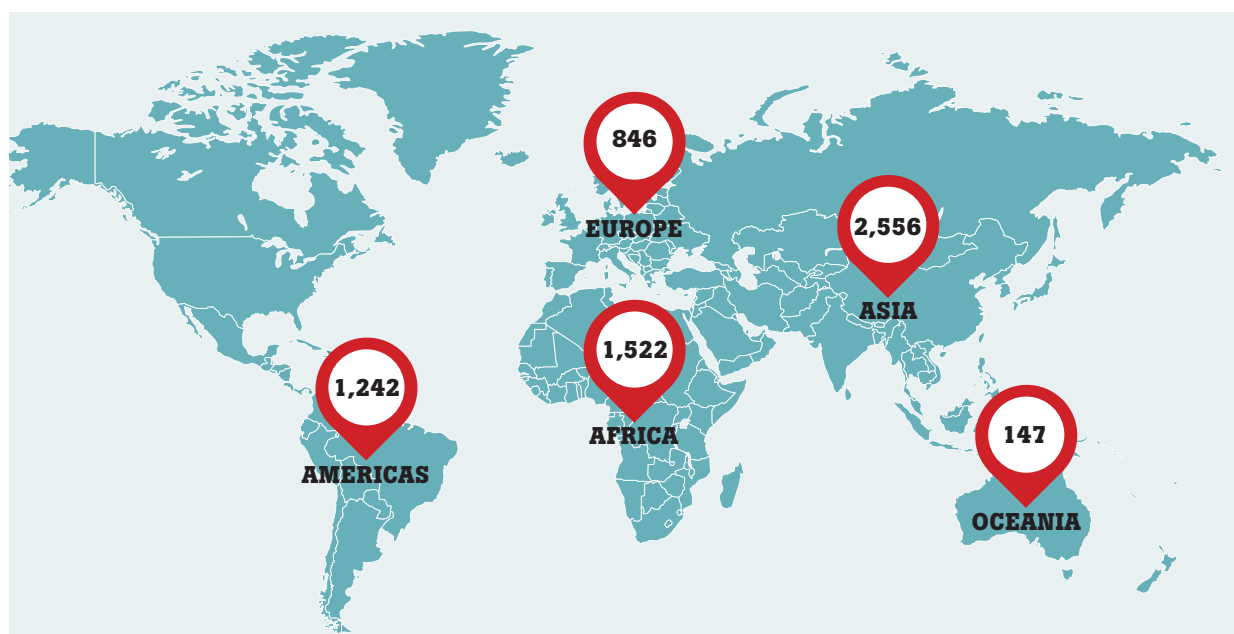 846
EUROPE
2,556
ASIA
1,522
AFRICA
1,242
AMERICAS
147
OCEANIA